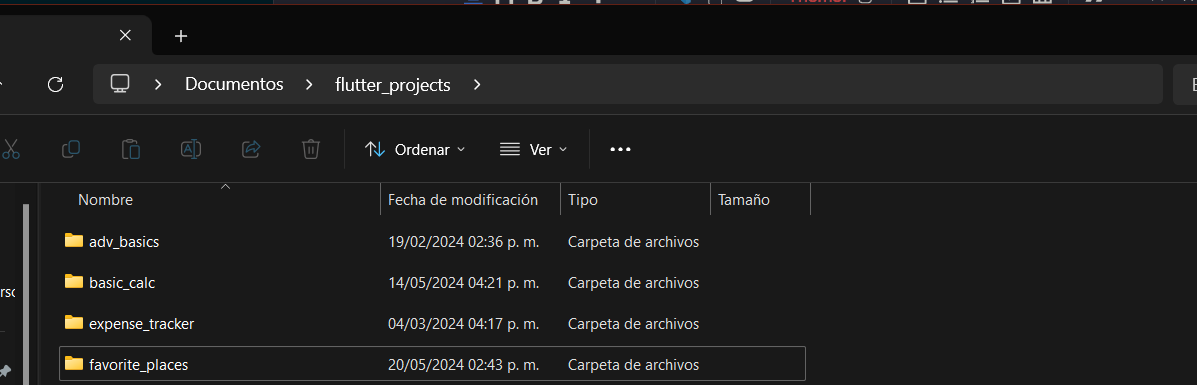 Documentos > flutter_projects >
Ordenar Ver
Nombre Fecha de modificación Tipo Tamaño
adv_basics 19/02/2024 02:36 p. m. Carpeta de archivos
basic_calc 14/05/2024 04:21 p. m. Carpeta de archivos
expense_tracker 04/03/2024 04:17 p. m. Carpeta de archivos
favorite_places 20/05/2024 02:43 p. m. Carpeta de archivos